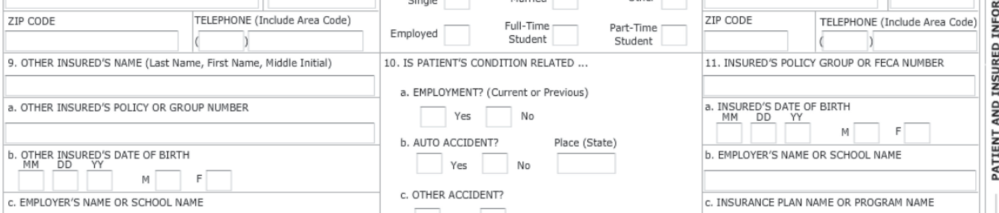 Single Married Other
ZIP CODE TELEPHONE (Include Area Code)
( )
Employed Full-Time Student Part-Time Student
ZIP CODE TELEPHONE (Include Area Code)
( )
9. OTHER INSURED'S NAME (Last Name, First Name, Middle Initial)
a. OTHER INSURED'S POLICY OR GROUP NUMBER
b. OTHER INSURED'S DATE OF BIRTH
MM DD YY
M F
c. EMPLOYER'S NAME OR SCHOOL NAME
10. IS PATIENT'S CONDITION RELATED ...
a. EMPLOYMENT? (Current or Previous)
Yes No
b. AUTO ACCIDENT? Place (State)
Yes No
c. OTHER ACCIDENT?
11. INSURED'S POLICY GROUP OR FECA NUMBER
a. INSURED'S DATE OF BIRTH
MM DD YY
M F
b. EMPLOYER'S NAME OR SCHOOL NAME
c. INSURANCE PLAN NAME OR PROGRAM NAME
PATIENT AND INSURED INFOR